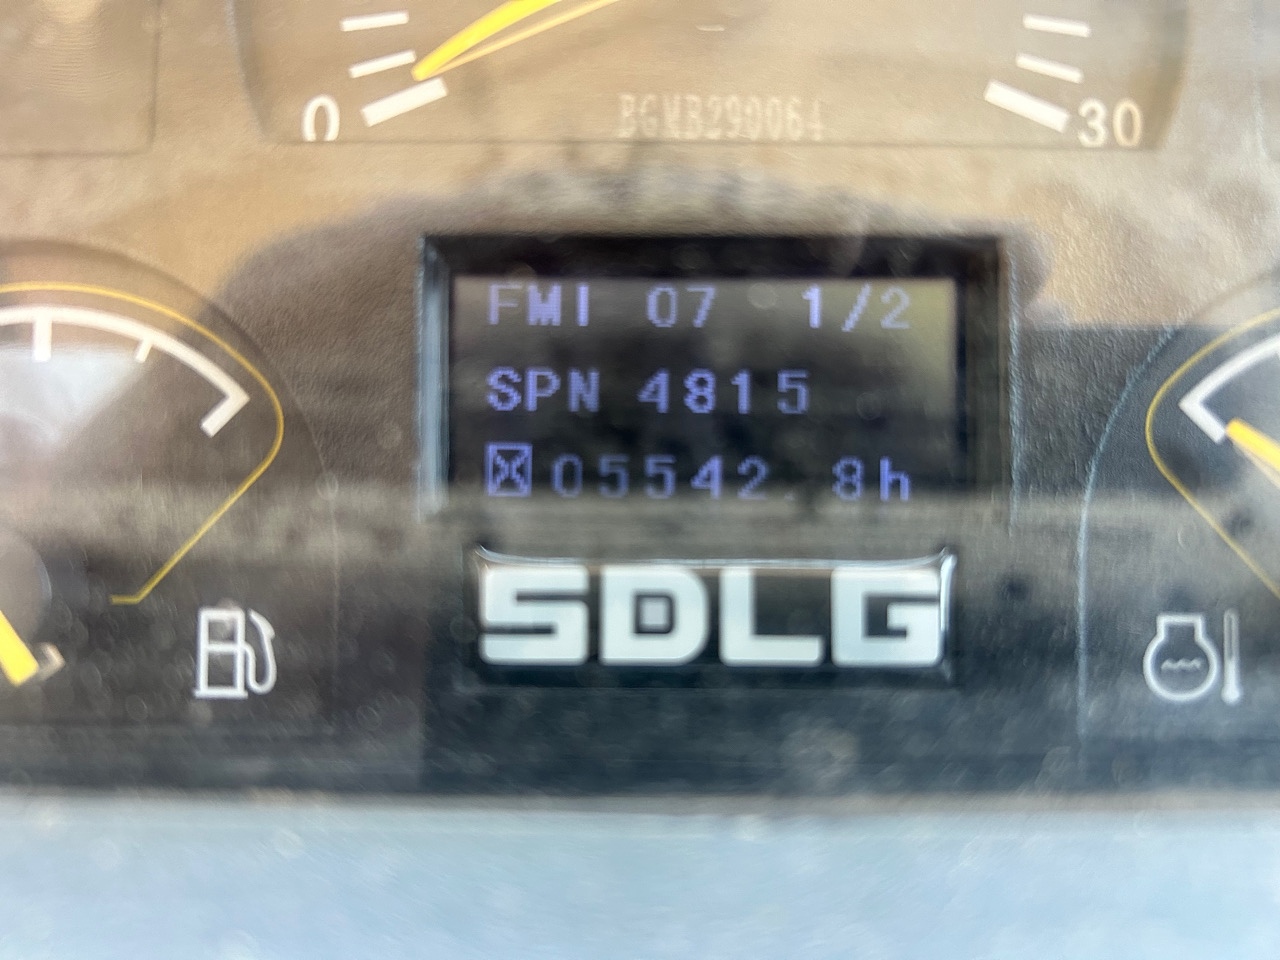 0 BGMB290064 30
FMI 07 1/2
SPN 4815
05542.8h
SDLG